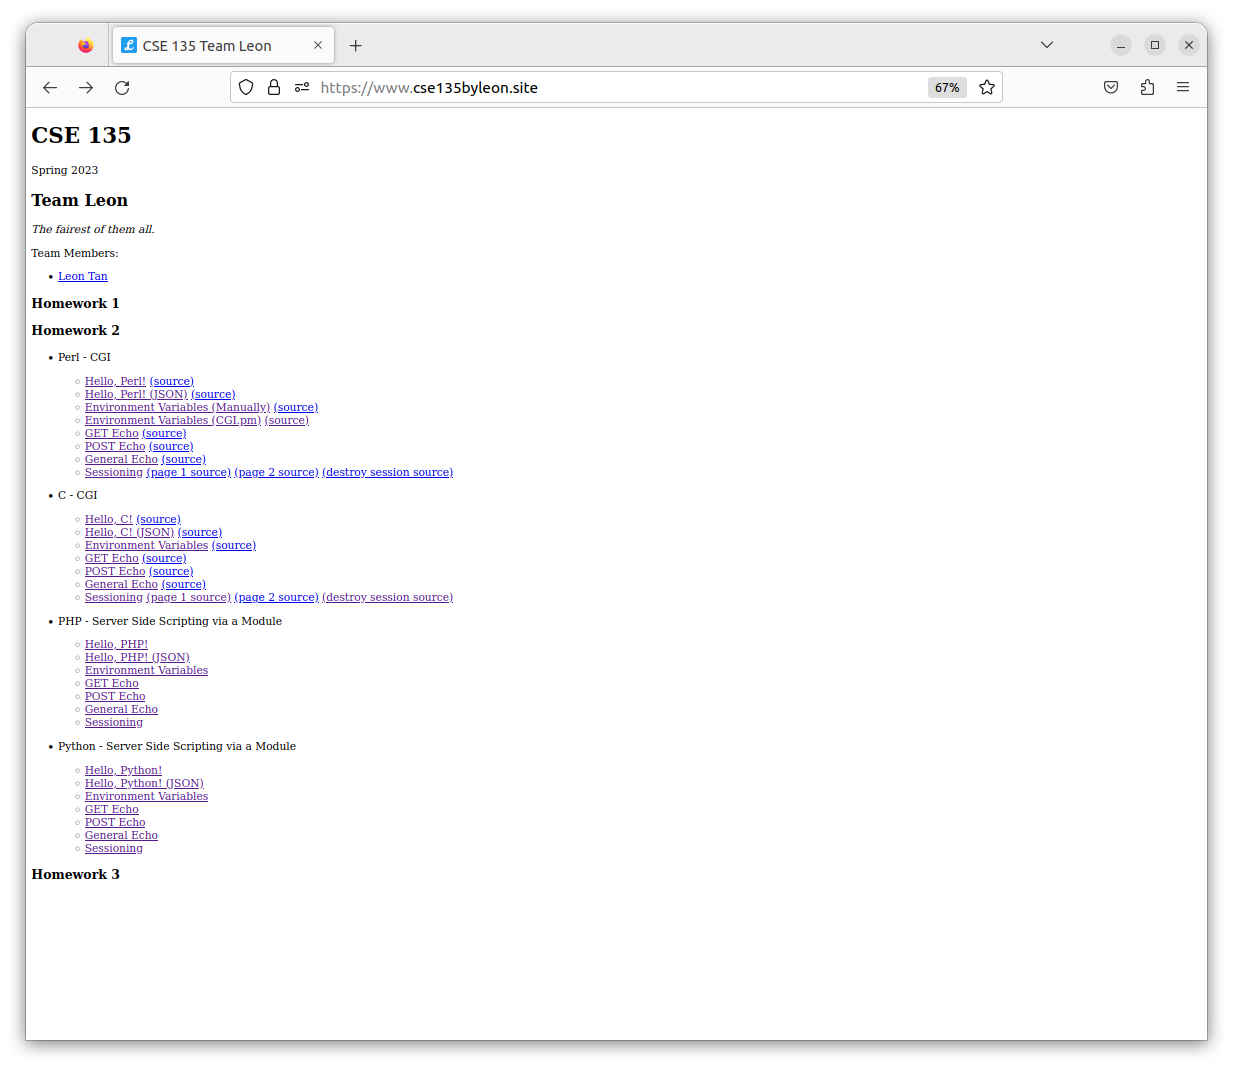 CSE 135 Team Leon
https://www.cse135byleon.site 67%
CSE 135
Spring 2023
Team Leon
The fairest of them all.
Team Members:
Leon Tan
Homework 1
Homework 2
Perl - CGI
Hello, Perl! (source)
Hello, Perl! (JSON) (source)
Environment Variables (Manually) (source)
Environment Variables (CGI.pm) (source)
GET Echo (source)
POST Echo (source)
General Echo (source)
Sessioning (page 1 source) (page 2 source) (destroy session source)
C - CGI
Hello, C! (source)
Hello, C! (JSON) (source)
Environment Variables (source)
GET Echo (source)
POST Echo (source)
General Echo (source)
Sessioning (page 1 source) (page 2 source) (destroy session source)
PHP - Server Side Scripting via a Module
Hello, PHP!
Hello, PHP! (JSON)
Environment Variables
GET Echo
POST Echo
General Echo
Sessioning
Python - Server Side Scripting via a Module
Hello, Python!
Hello, Python! (JSON)
Environment Variables
GET Echo
POST Echo
General Echo
Sessioning
Homework 3